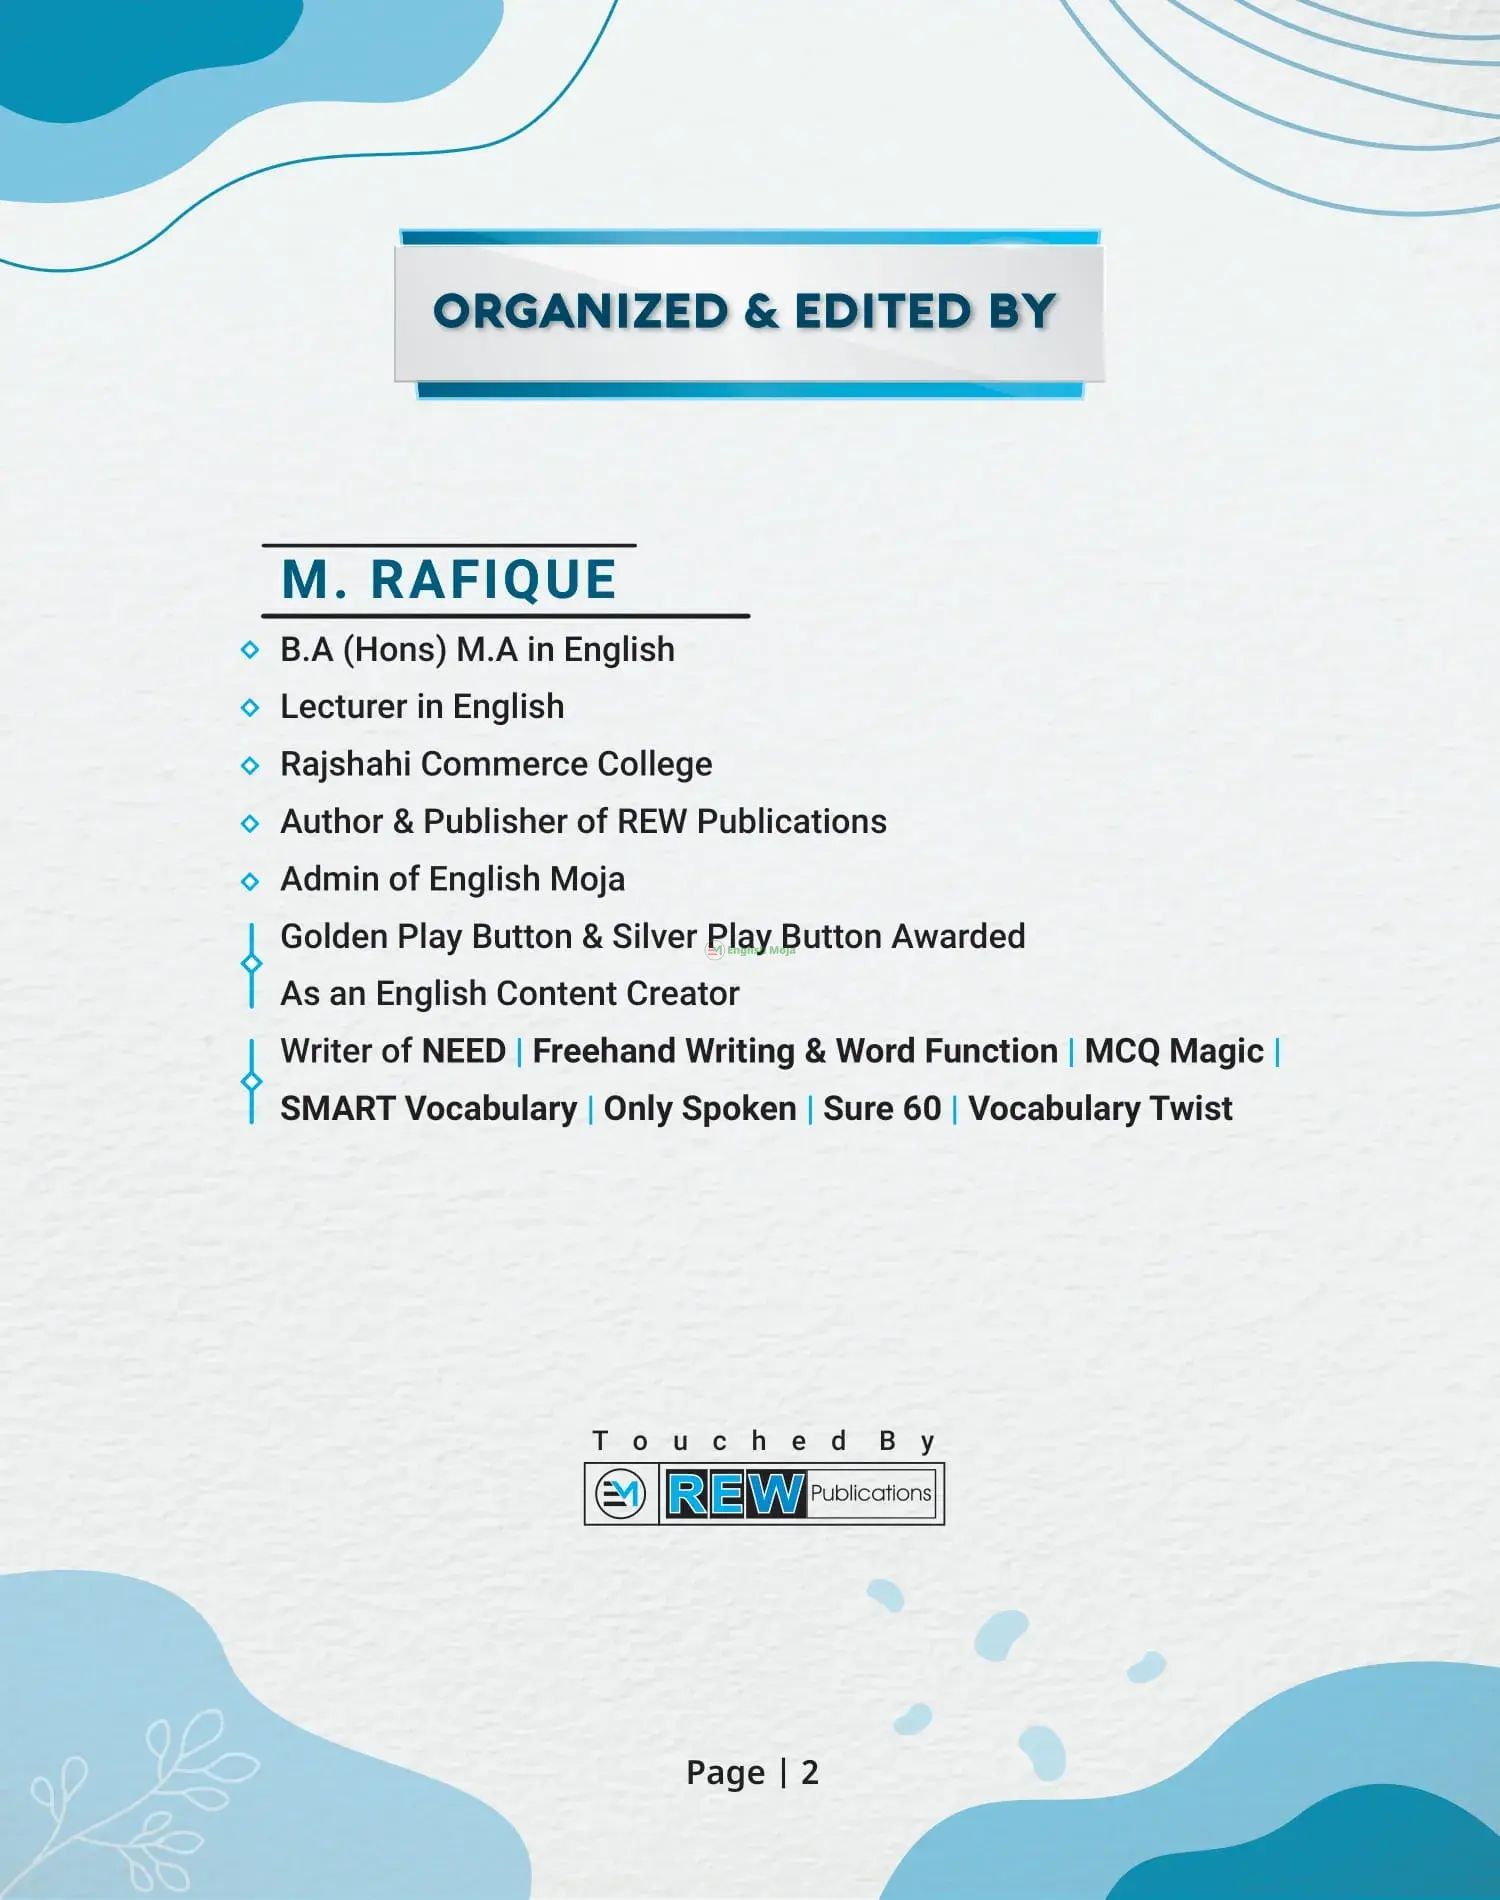 ORGANIZED & EDITED BY
M. RAFIQUE
B.A (Hons) M.A in English
Lecturer in English
Rajshahi Commerce College
Author & Publisher of REW Publications
Admin of English Moja
Golden Play Button & Silver Play Button Awarded
English Moja
As an English Content Creator
Writer of NEED | Freehand Writing & Word Function | MCQ Magic |
SMART Vocabulary | Only Spoken | Sure 60 | Vocabulary Twist
Touched By
EM REW Publications
Page | 2